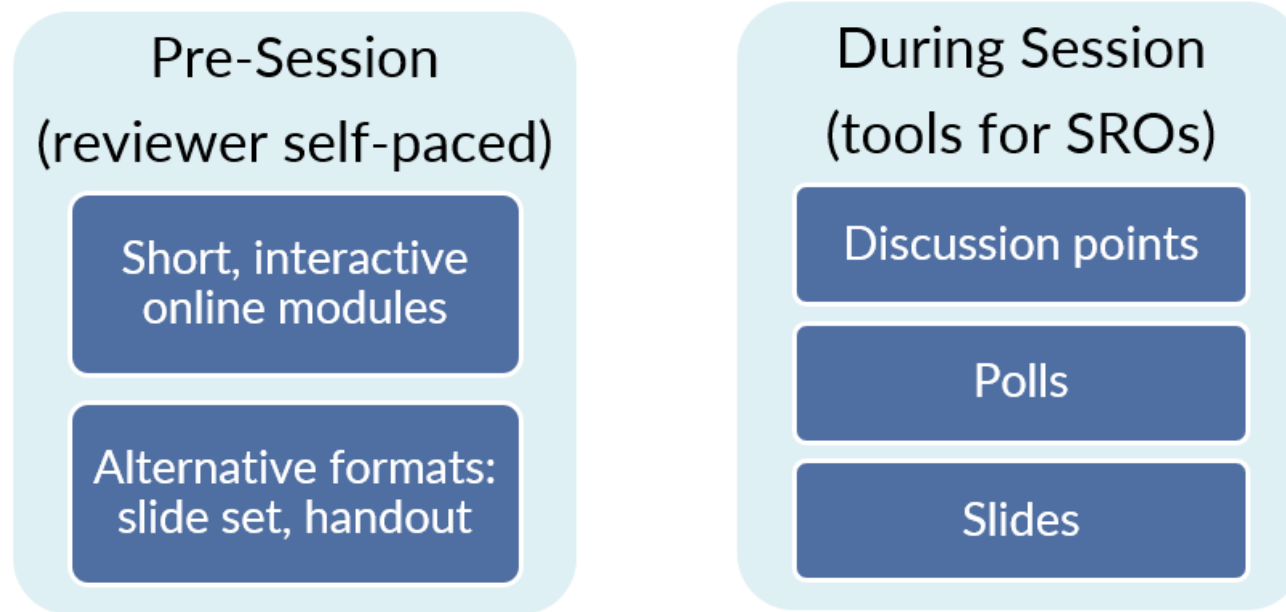 Pre-Session
(reviewer self-paced)
Short, interactive
online modules
Alternative formats:
slide set, handout
During Session
(tools for SROs)
Discussion points
Polls
Slides